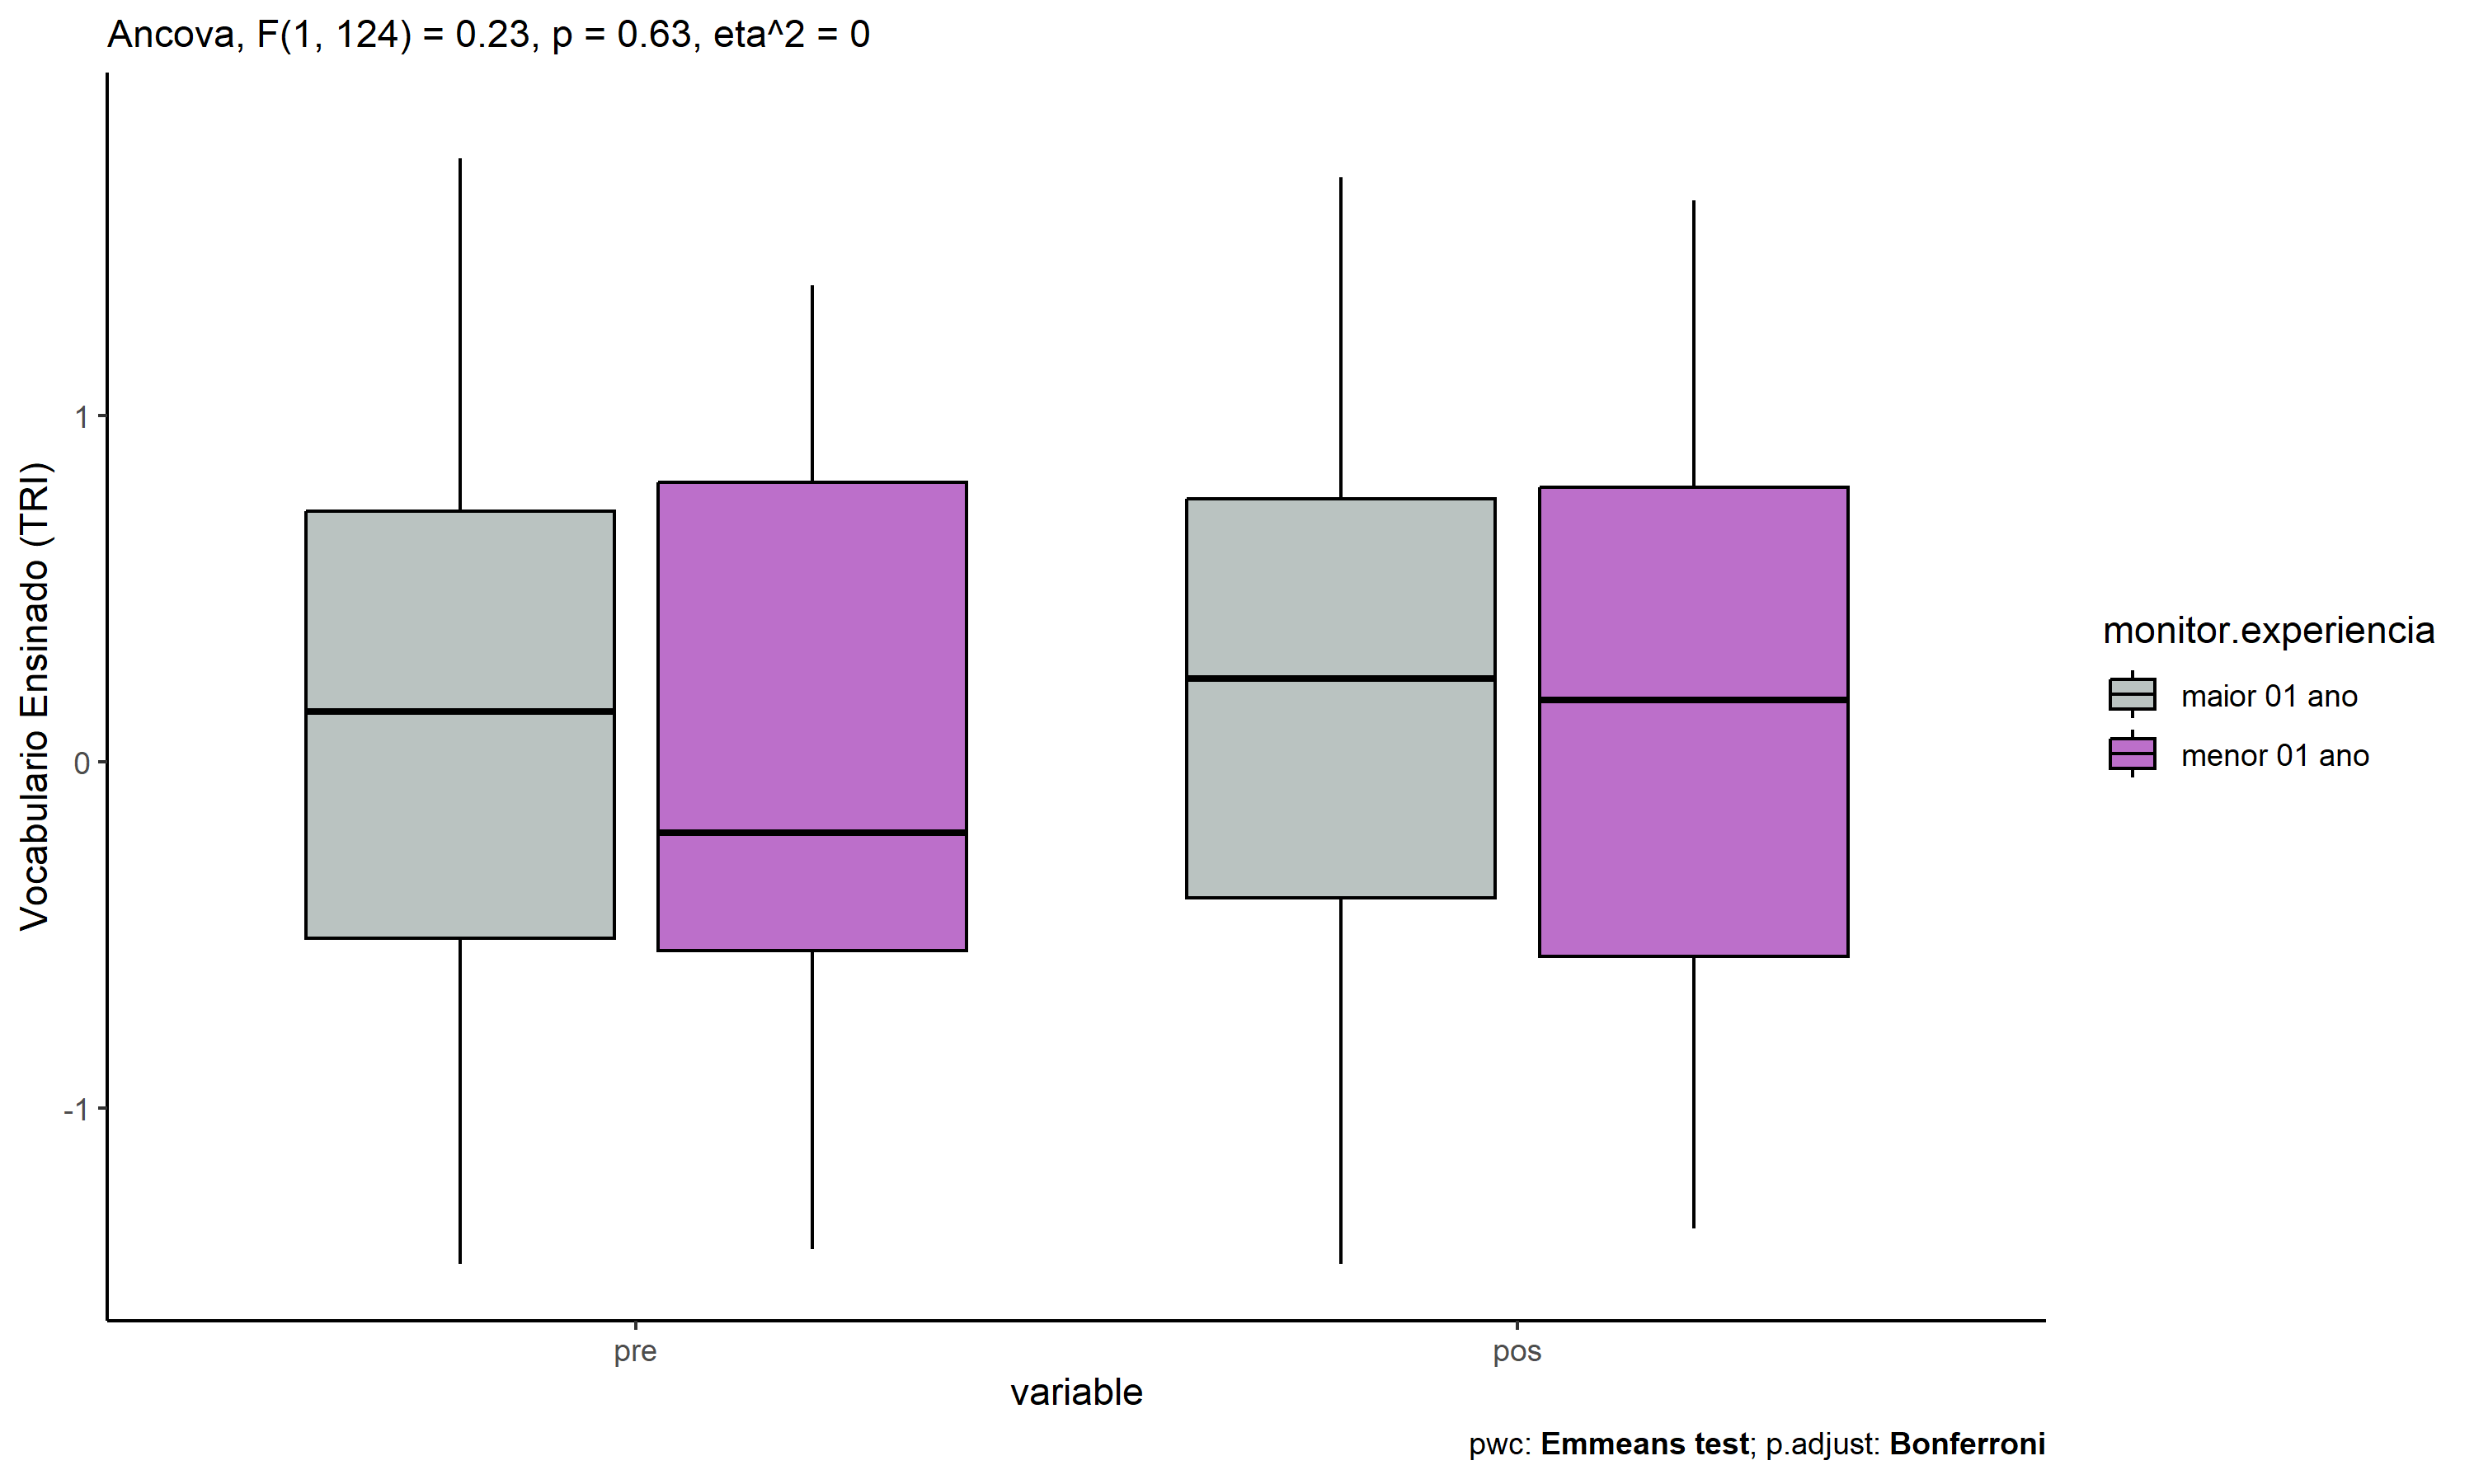 Ancova, F(1, 124) = 0.23, p = 0.63, eta^2 = 0
Vocabulario Ensinado (TRI)
1
0
-1
pre
pos
variable
monitor.experiencia
maior 01 ano
menor 01 ano
pwc: Emmeans test; p.adjust: Bonferroni